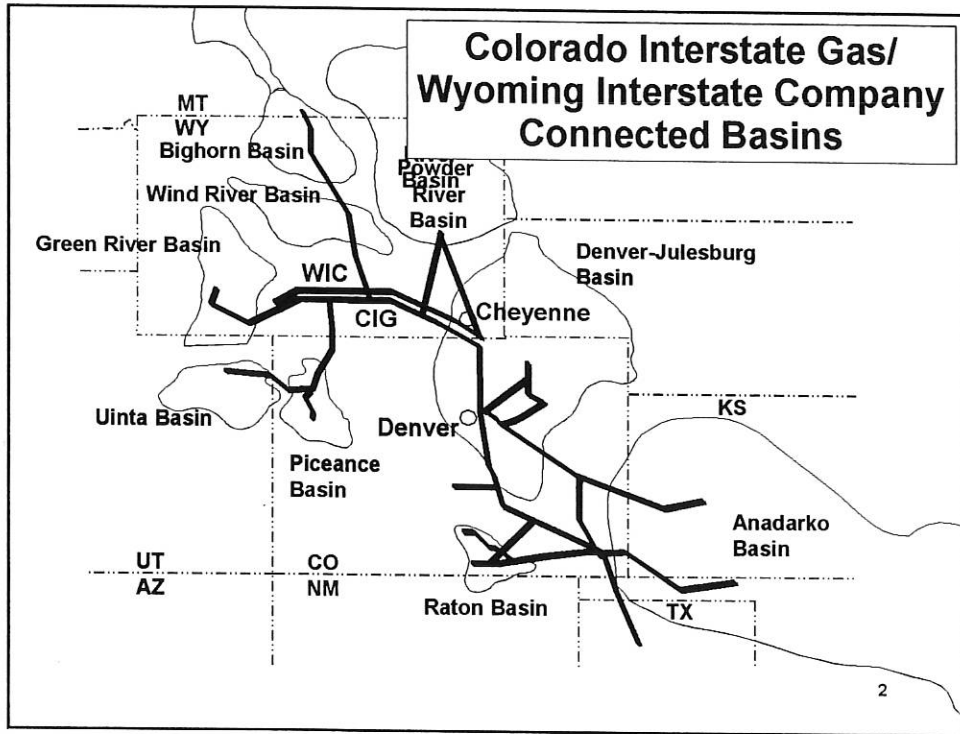 Colorado Interstate Gas/
Wyoming Interstate Company
Connected Basins
MT
WY
Bighorn Basin
Powder
Basin
River
Basin
Wind River Basin
Green River Basin
Denver-Julesburg
Basin
WIC
CIG
Cheyenne
Uinta Basin
Denver
KS
Piceance
Basin
Anadarko
Basin
UT
CO
AZ
NM
Raton Basin
TX
2